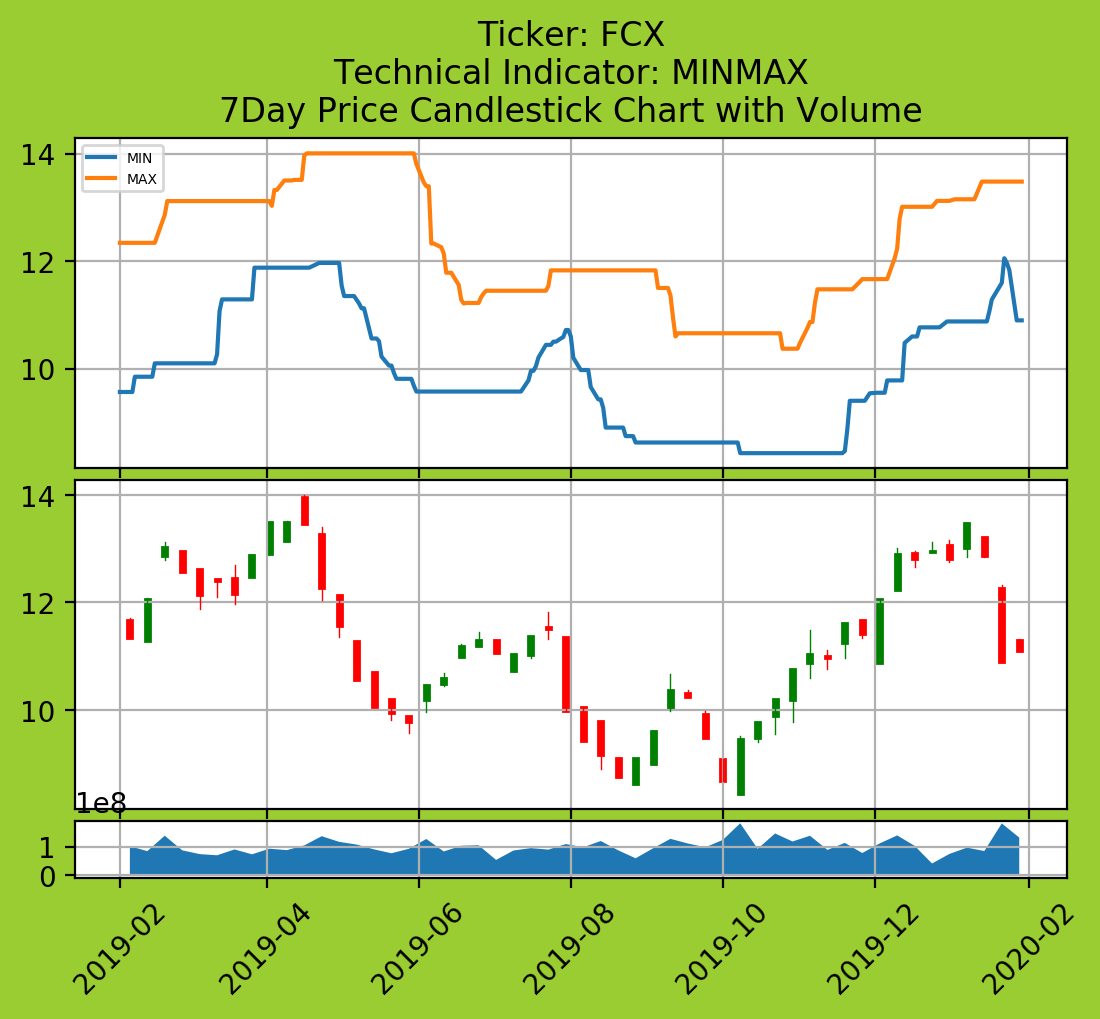 Ticker: FCX
Technical Indicator: MINMAX
7Day Price Candlestick Chart with Volume
MIN
MAX
14
12
10
14
12
10
1e8
1
0
2019-02
2019-04
2019-06
2019-08
2019-10
2019-12
2020-02